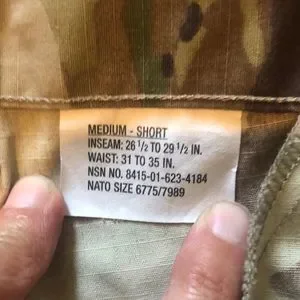 MEDIUM - SHORT
INSEAM: 26 1/2 TO 29 1/2 IN.
WAIST: 31 TO 35 IN.
NSN NO. 8415-01-623-4184
NATO SIZE 6775/7989